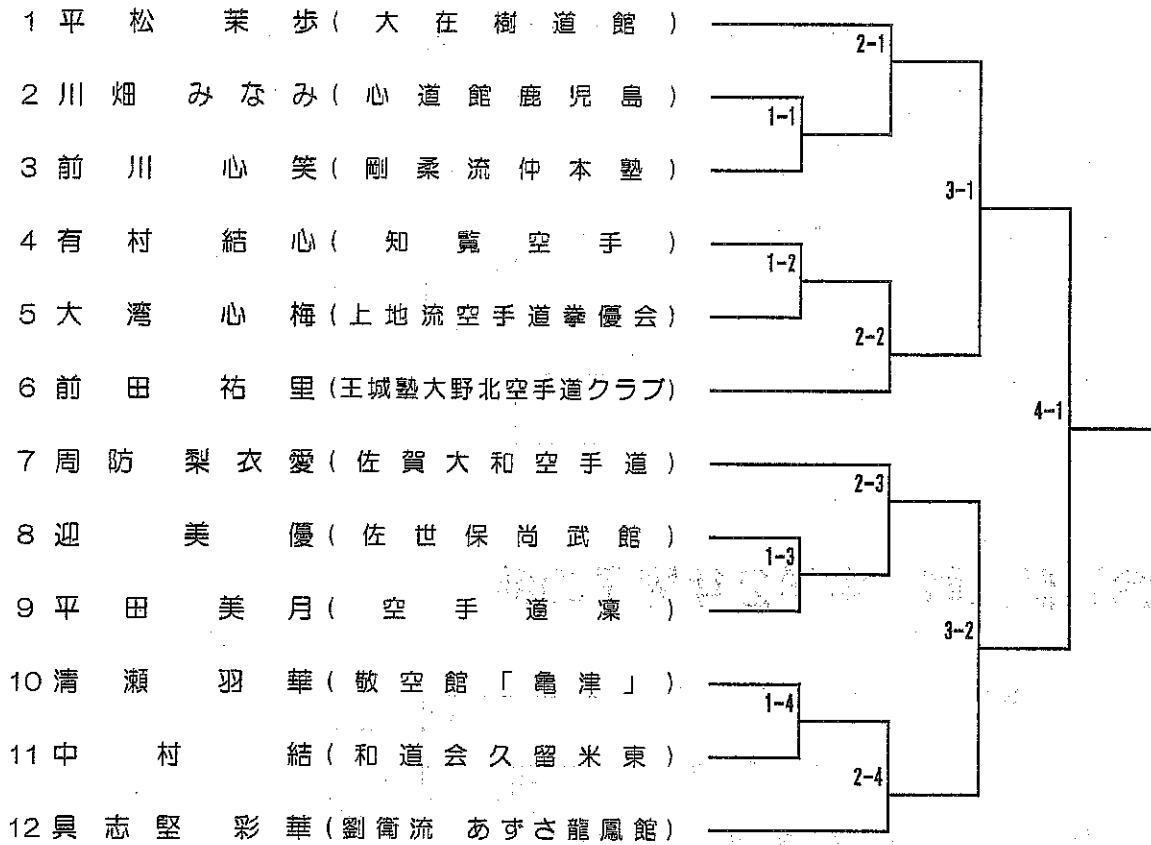 1 平松 茉歩 (大在樹道館)
2-1
2 川畑 みなみ (心道館鹿児島)
1-1
3 前川 心笑 (剛柔流仲本塾)
3-1
4 有村 結心 (知覧空手)
1-2
5 大湾 心梅 (上地流空手道拳優会)
2-2
6 前田 祐里 (王城塾大野北空手道クラブ)
4-1
7 周防 梨衣愛 (佐賀大和空手道)
2-3
8 迎 美優 (佐世保尚武館)
1-3
9 平田 美月 (空手道凜)
3-2
10 清瀬 羽華 (敬空館「亀津」)
1-4
11 中村 結 (和道会久留米東)
2-4
12 具志堅 彩華 (劉衛流 あずさ龍鳳館)